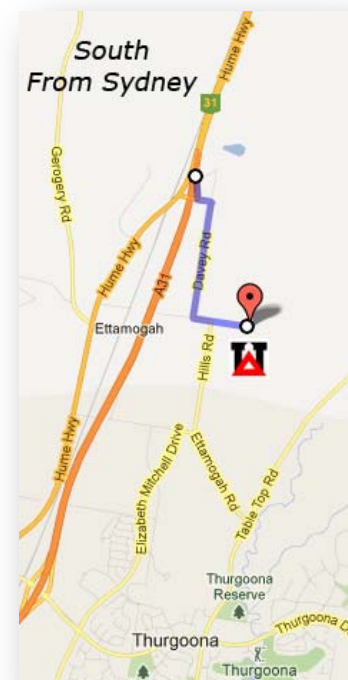 South
From Sydney
Hume Hwy
31
Gerogery Rd
Hume Hwy
Davey Rd
A31
Ettamogah
Hills Rd
Hume Hwy
Elizabeth Mitchell Drive
Ettamogah Rd
Table Top Rd
Thurgoona
Reserve
Thurgoona
Thurgoona D
Thurgoona